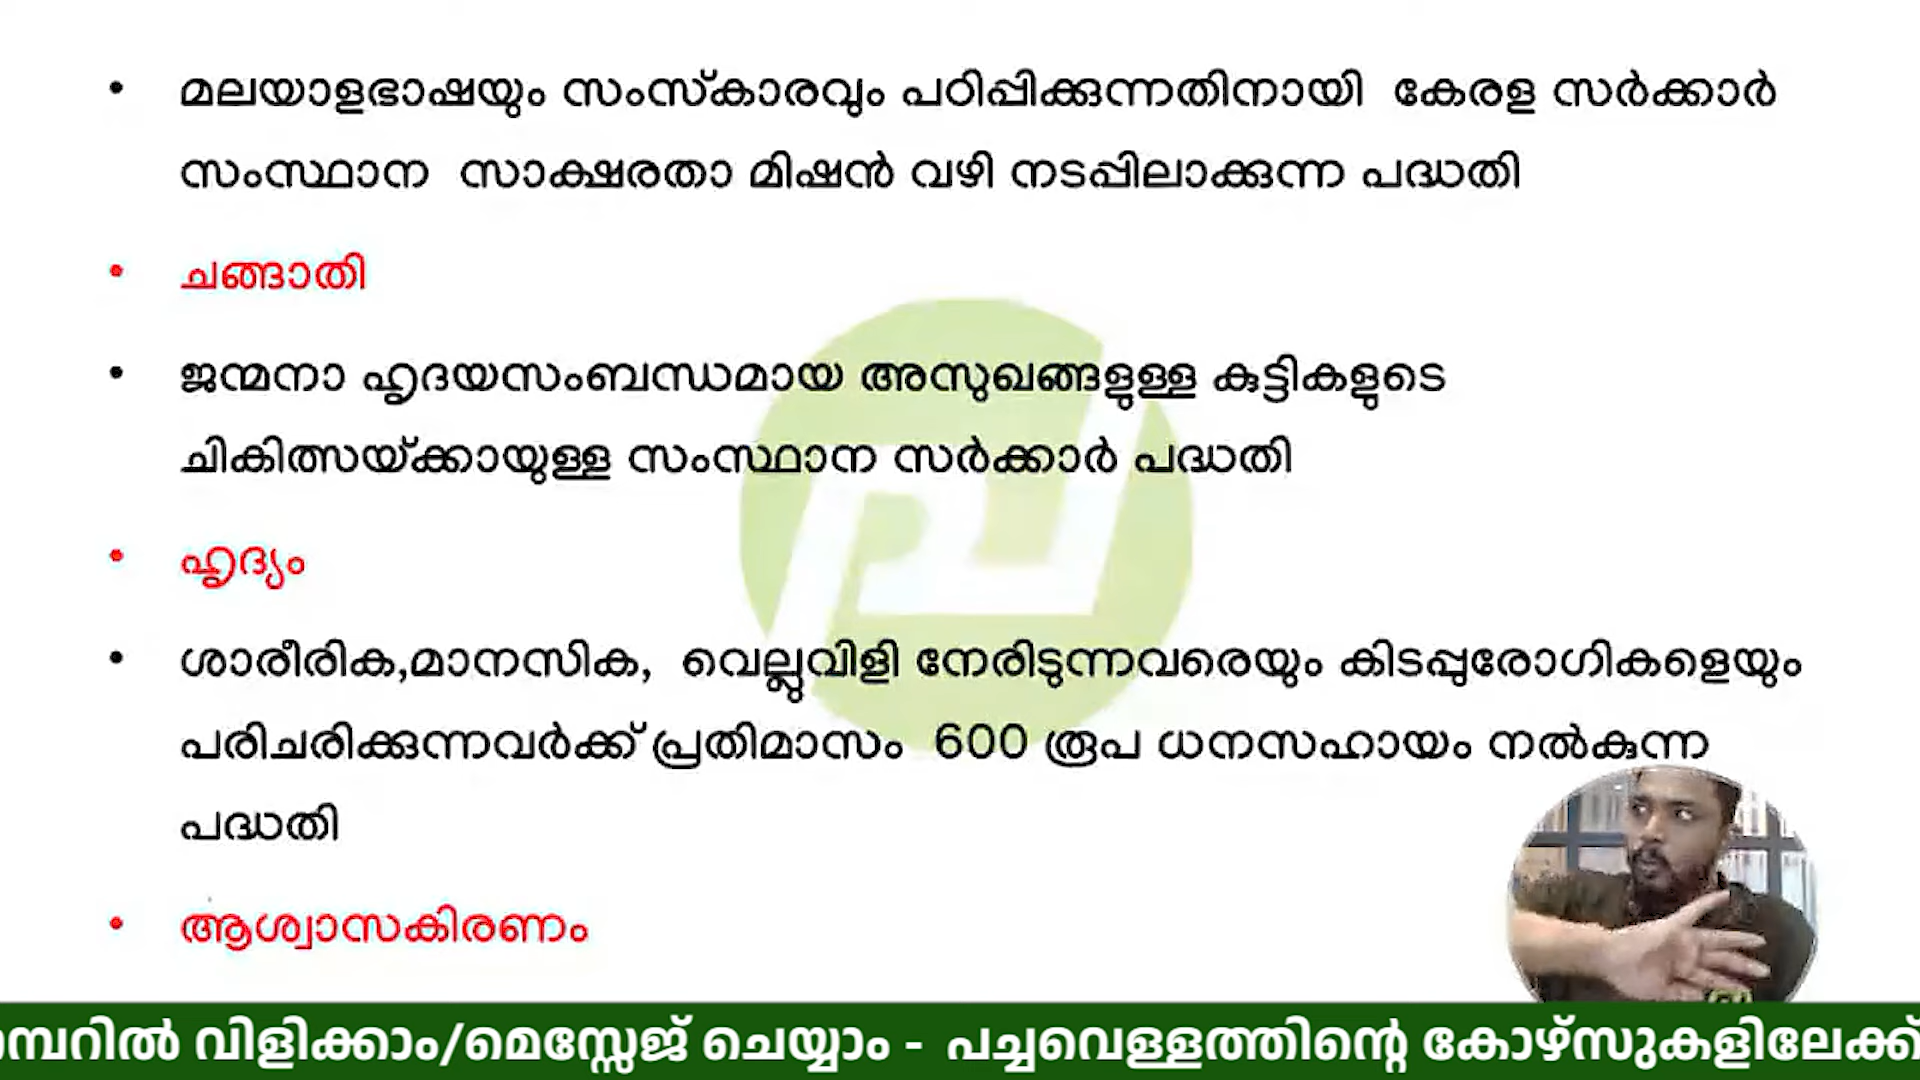 • മലയാളഭാഷയും സംസ്കാരവും പഠിപ്പിക്കുന്നതിനായി കേരള സർക്കാർ
സംസ്ഥാന സാക്ഷരതാ മിഷൻ വഴി നടപ്പിലാക്കുന്ന പദ്ധതി
• ചങ്ങാതി
• ജന്മനാ ഹൃദയസംബന്ധമായ അസുഖങ്ങളുള്ള കുട്ടികളുടെ
ചികിത്സയ്ക്കായുള്ള സംസ്ഥാന സർക്കാർ പദ്ധതി
• ഹൃദ്യം
• ശാരീരിക,മാനസിക, വെല്ലുവിളി നേരിടുന്നവരെയും കിടപ്പുരോഗികളെയും
പരിചരിക്കുന്നവർക്ക് പ്രതിമാസം 600 രൂപ ധനസഹായം നൽകുന്ന
പദ്ധതി
• ആശ്വാസകിരണം
മ്പറിൽ വിളിക്കാം/മെസ്സേജ് ചെയ്യാം - പച്ചവെള്ളത്തിന്റെ കോഴ്സുകളിലേക്ക്